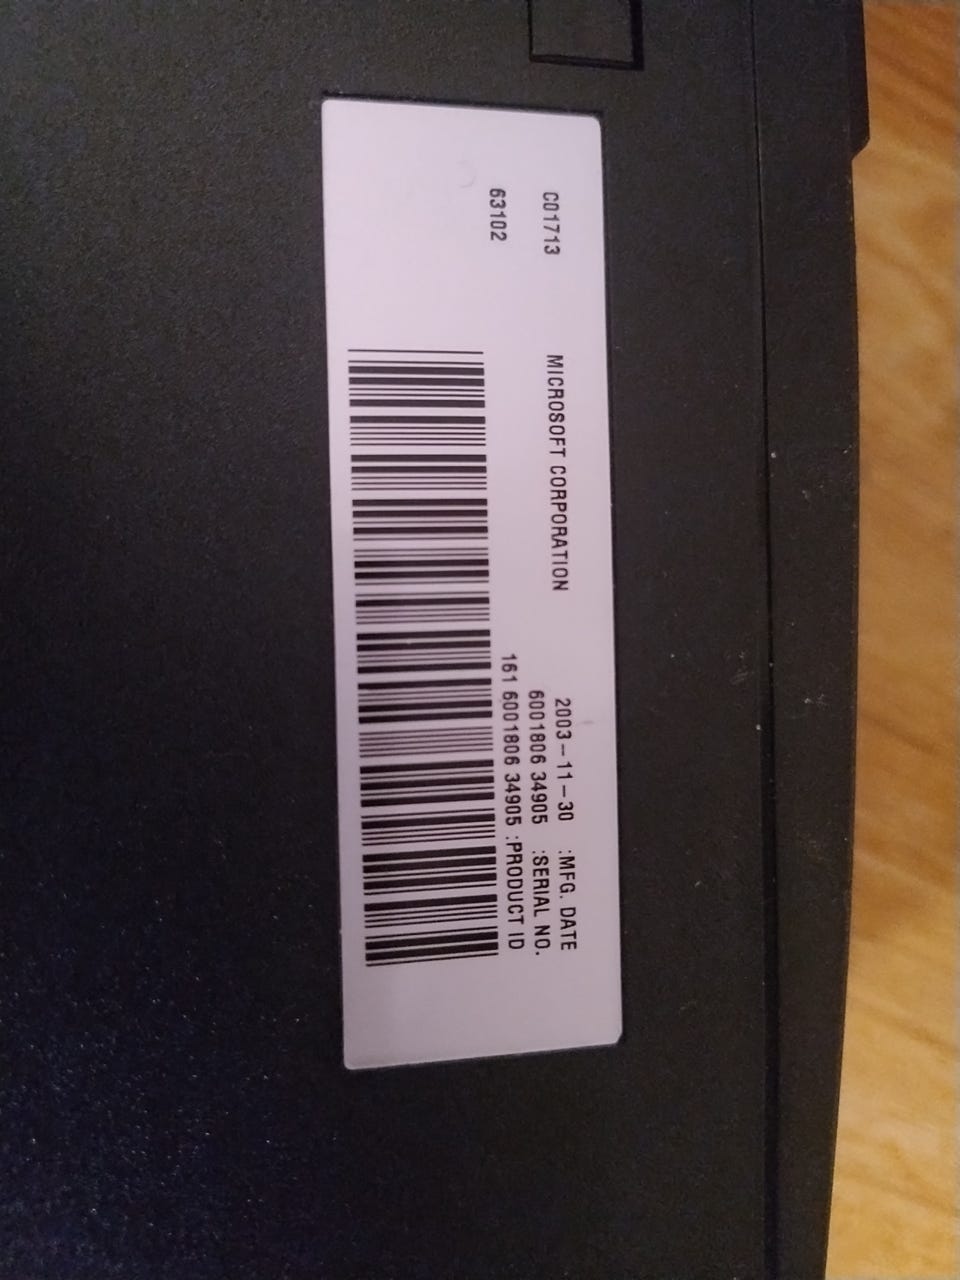 C01713 MICROSOFT CORPORATION 2003-11-30 :MFG. DATE
63102 6001806 34905 :SERIAL NO.
161 6001806 34905 :PRODUCT ID